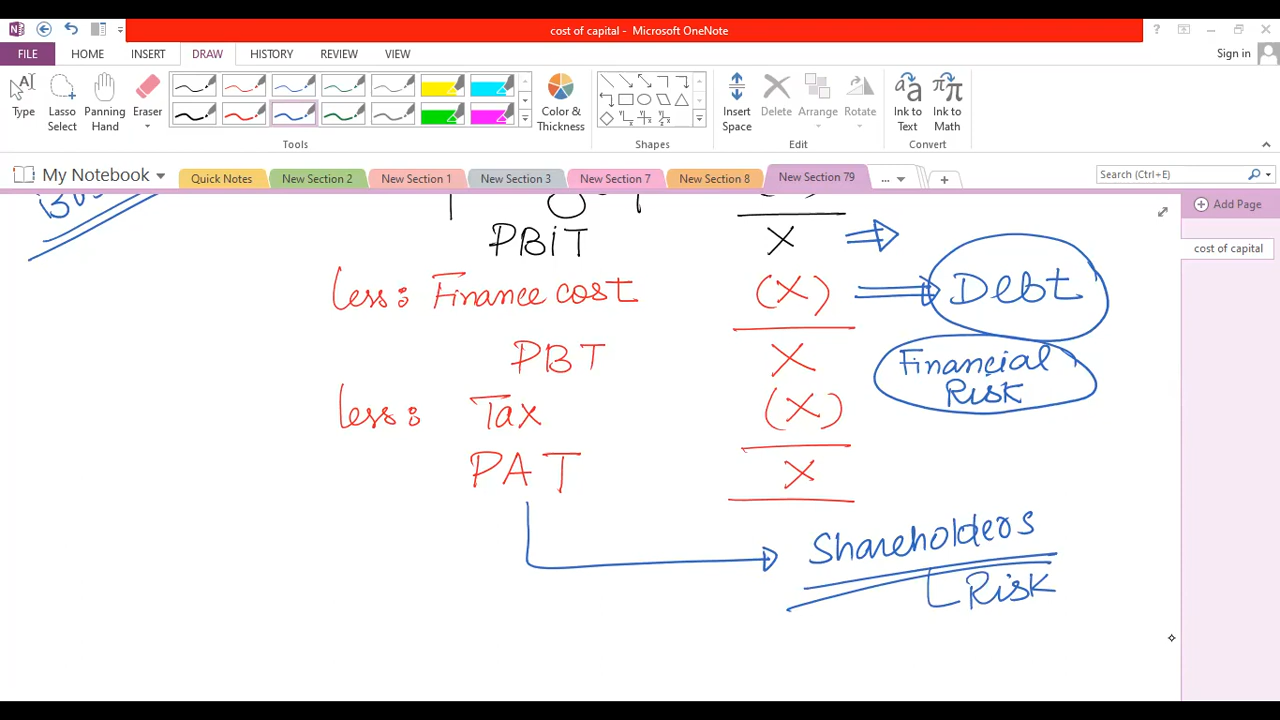 cost of capital - Microsoft OneNote
?
FILE HOME INSERT DRAW HISTORY REVIEW VIEW
Sign in
Type
Lasso Select
Panning Hand
Eraser
Color & Thickness
Insert Space
Delete
Arrange
Rotate
Ink to Text
Ink to Math
Tools Shapes Edit Convert
My Notebook Quick Notes New Section 2 New Section 1 New Section 3 New Section 7 New Section 8 New Section 79 ...
Search (Ctrl+E)
Add Page
cost of capital
PBIT X
less: Finance cost (X) Debt
PBT X Financial Risk
less: Tax (X)
PAT X
Shareholders
Risk